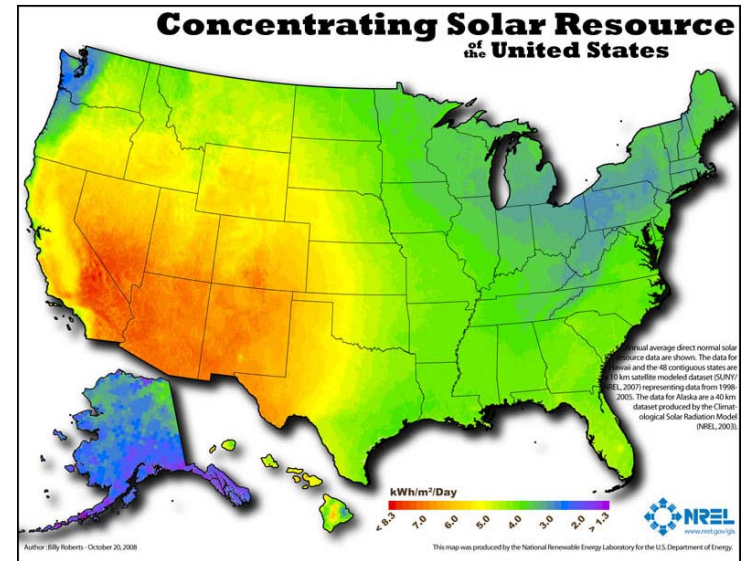 Concentrating Solar Resource
of the United States
Annual average direct normal solar
resource data are shown. The data for
Hawaii and the 48 contiguous states are
10 km satellite modeled dataset (SUNY/
NREL, 2007) representing data from 1998-
2005. The data for Alaska are a 40 km
dataset produced by the Climat-
ological Solar Radiation Model
(NREL, 2003).
kWh/m²/Day
< 8.3 7.0 6.0 5.0 4.0 3.0 2.0 > 1.3
NREL
www.nrel.gov/gis
Author : Billy Roberts - October 20, 2008
This map was produced by the National Renewable Energy Laboratory for the U.S. Department of Energy.